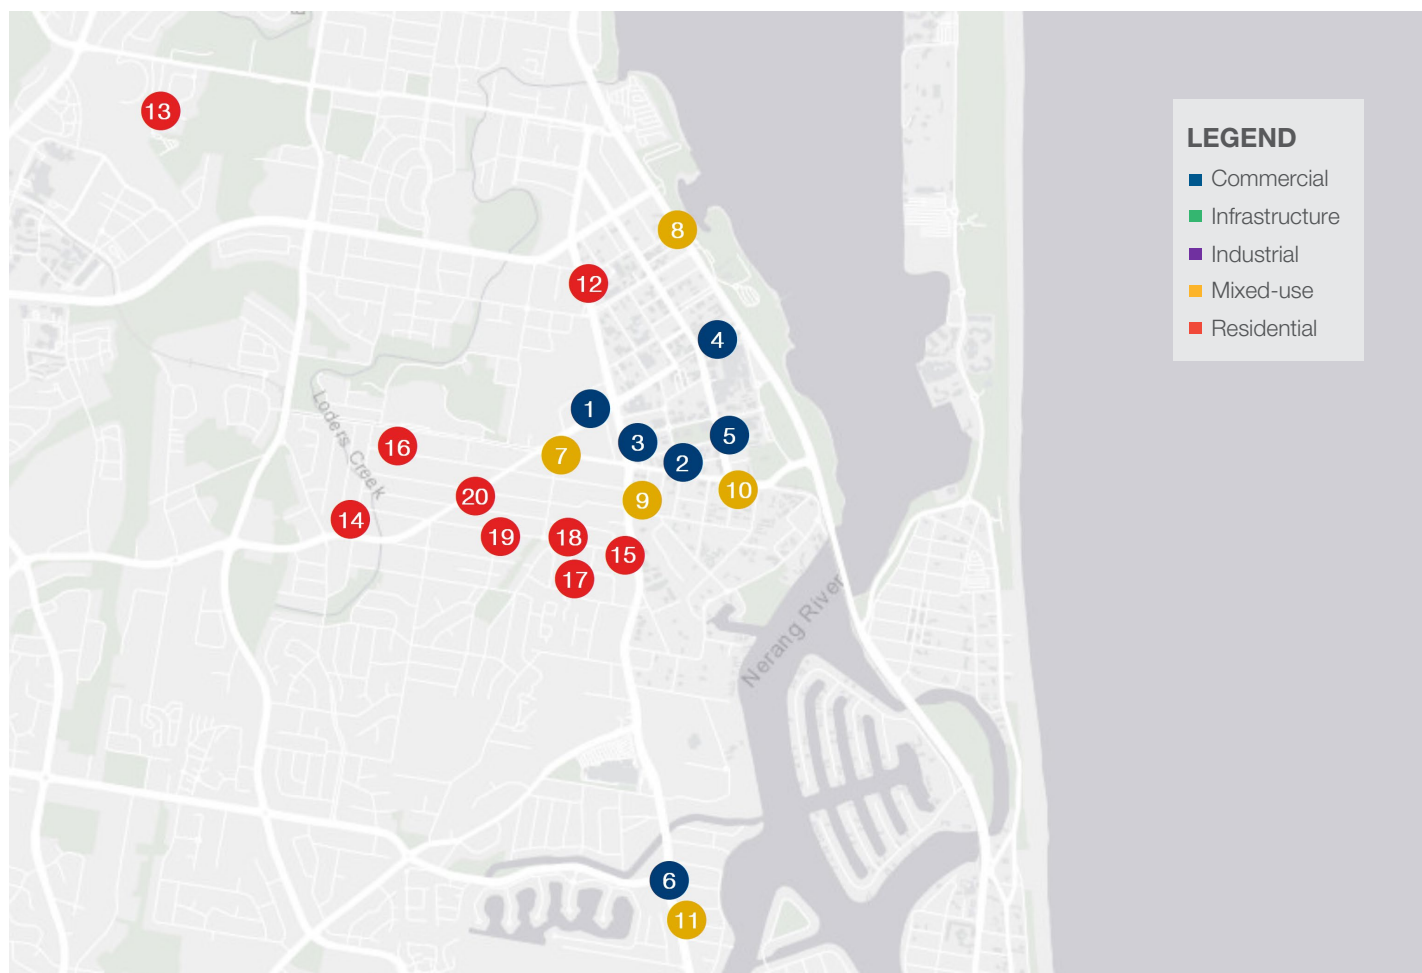 13
LEGEND
Commercial
Infrastructure
Industrial
Mixed-use
Residential
8
12
4
1
3
5
2
7
16
Loders Creek
20
10
9
14
19
18
15
17
Nerang River
6
11